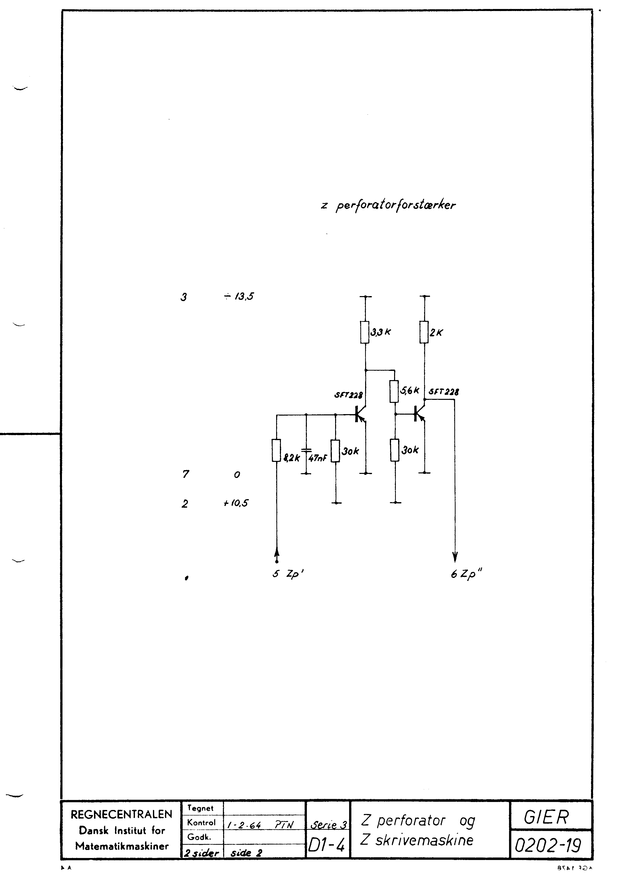 z perforatorforstærker
3 ÷ 13,5
3,3K 2K
SFT228 5,6K SFT228
8,2K 47nF 30K 30K
7 0
2 +10,5
5 Zp' 6 Zp"
REGNECENTRALEN
Dansk Institut for
Matematikmaskiner
Tegnet
Kontrol 1-2-64 PTN
Godk.
2 sider side 2
Serie 3
D1-4
Z perforator og
Z skrivemaskine
GIER
0202-19